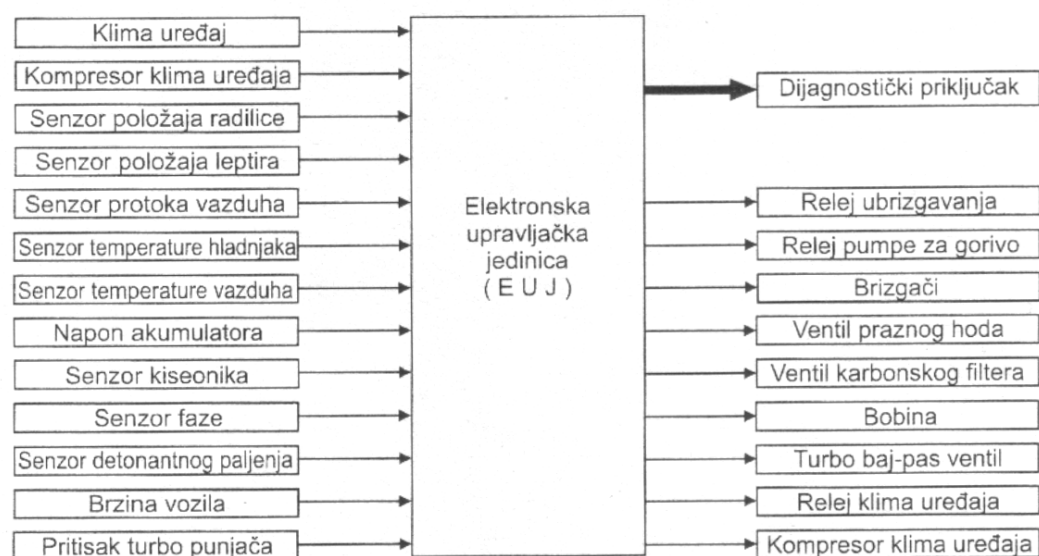 Klima uređaj
Kompresor klima uređaja
Senzor položaja radilice
Senzor položaja leptira
Senzor protoka vazduha
Senzor temperature hladnjaka
Senzor temperature vazduha
Napon akumulatora
Senzor kiseonika
Senzor faze
Senzor detonantnog paljenja
Brzina vozila
Pritisak turbo punjača
Elektronska
upravljačka
jedinica
( E U J )
Dijagnostički priključak
Relej ubrizgavanja
Relej pumpe za gorivo
Brizgači
Ventil praznog hoda
Ventil karbonskog filtera
Bobina
Turbo baj-pas ventil
Relej klima uređaja
Kompresor klima uređaja